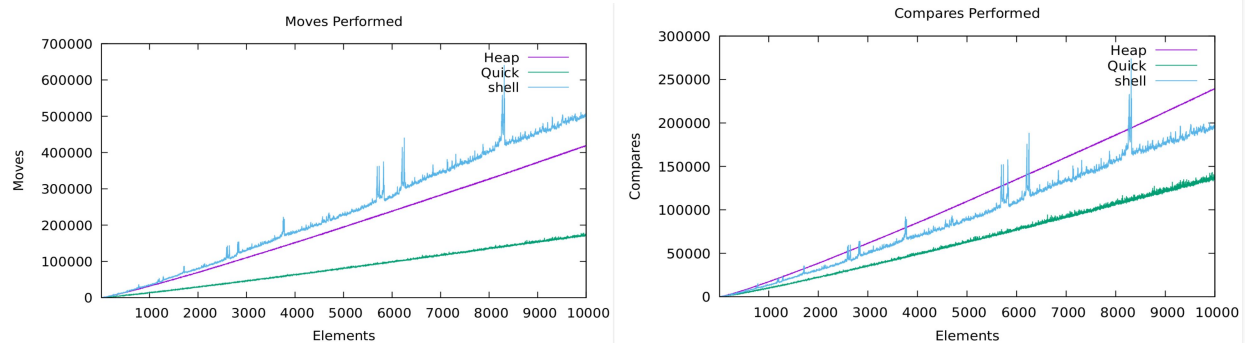 Moves Performed
700000
600000
500000
400000
300000
200000
100000
0
Moves
Heap
Quick
shell
1000 2000 3000 4000 5000 6000 7000 8000 9000 10000
Elements
Compares Performed
300000
250000
200000
150000
100000
50000
0
Compares
Heap
Quick
shell
1000 2000 3000 4000 5000 6000 7000 8000 9000 10000
Elements